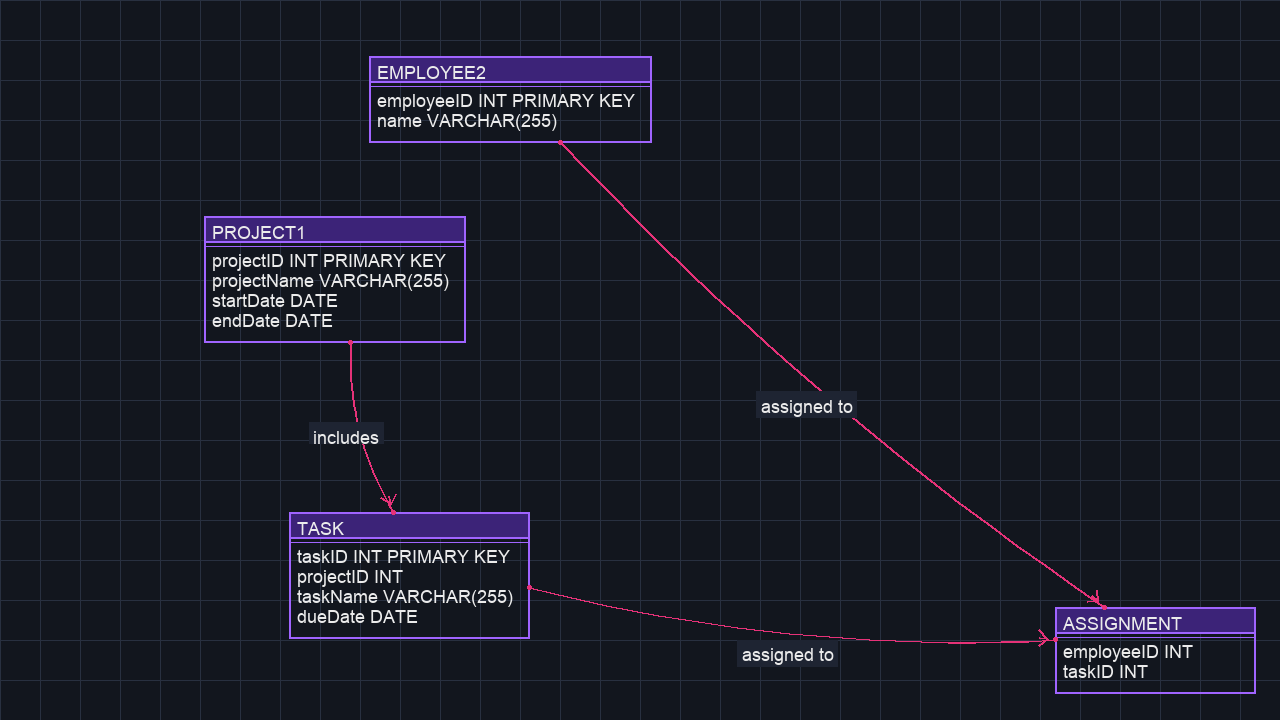 EMPLOYEE2
employeeID INT PRIMARY KEY
name VARCHAR(255)
PROJECT1
projectID INT PRIMARY KEY
projectName VARCHAR(255)
startDate DATE
endDate DATE
assigned to
includes
TASK
taskID INT PRIMARY KEY
projectID INT
taskName VARCHAR(255)
dueDate DATE
assigned to
ASSIGNMENT
employeeID INT
taskID INT